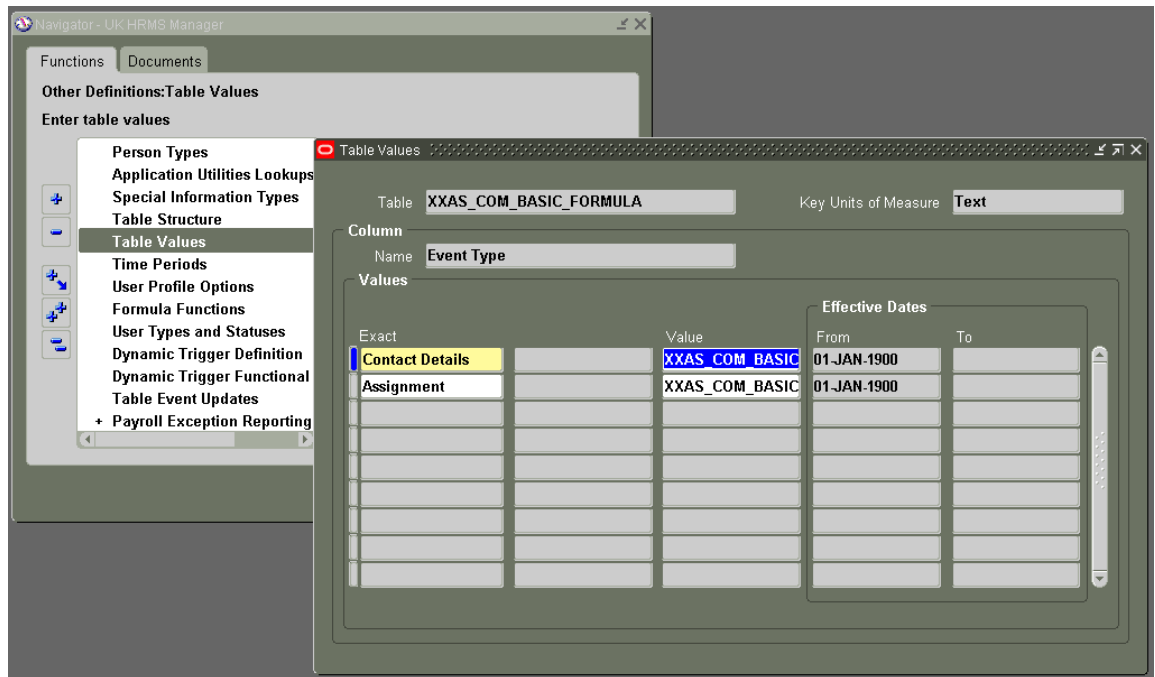 Navigator - UK HRMS Manager
Functions Documents
Other Definitions:Table Values
Enter table values
Person Types
Application Utilities Lookups
Special Information Types
Table Structure
Table Values
Time Periods
User Profile Options
Formula Functions
User Types and Statuses
Dynamic Trigger Definition
Dynamic Trigger Functional
Table Event Updates
+ Payroll Exception Reporting
Table Values
Table XXAS_COM_BASIC_FORMULA Key Units of Measure Text
Column
Name Event Type
Values
Effective Dates
Exact Value From To
Contact Details XXAS_COM_BASIC 01-JAN-1900
Assignment XXAS_COM_BASIC 01-JAN-1900